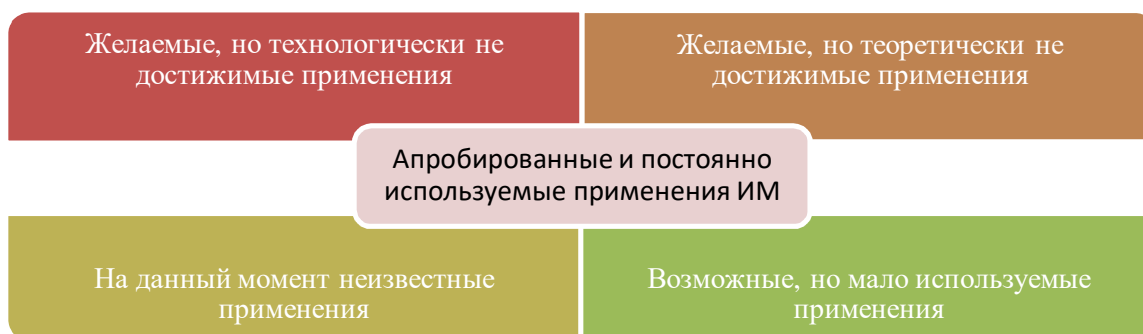 Желаемые, но технологически не
достижимые применения
Желаемые, но теоретически не
достижимые применения
Апробированные и постоянно
используемые применения ИМ
На данный момент неизвестные
применения
Возможные, но мало используемые
применения